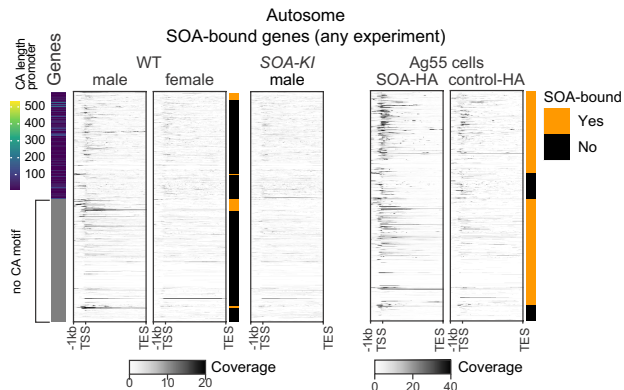 Autosome
SOA-bound genes (any experiment)
CA length
promoter
Genes
WT
male
female
SOA-KI
male
Ag55 cells
SOA-HA
control-HA
500
400
300
200
100
no CA motif
SOA-bound
Yes
No
-1kb
TSS
TES
-1kb
TSS
TES
-1kb
TSS
TES
-1kb
TSS
TES
-1kb
TSS
TES
Coverage
0
10
20
Coverage
0
20
40